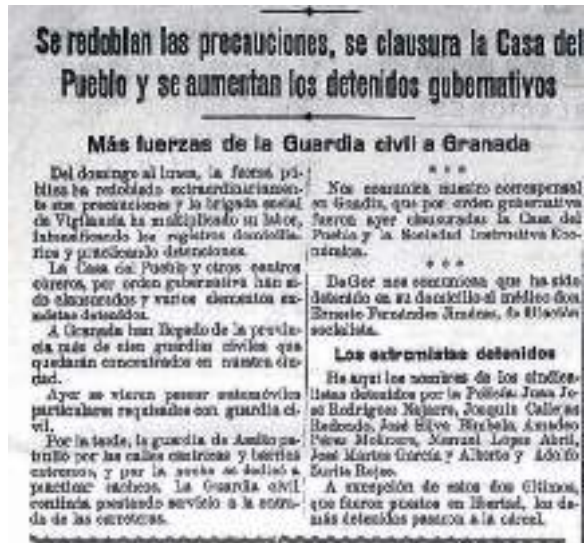 Se redoblan las precauciones, se clausura la Casa del
Pueblo y se aumentan los detenidos gubernativos
Más fuerzas de la Guardia civil a Granada
Del domingo al lunes, la fuerza pú-
blica ha redoblado extraordinariamen-
te sus precauciones y la brigada social
de Vigilancia ha multiplicado su labor,
intensificando los registros domicilia-
rios y practicando detenciones.
La Casa del Pueblo y otros centros
obreros, por orden gubernativa han si-
do clausurados y varios elementos
detenidos.
A Granada han llegado de la provin-
cia más de cien guardias civiles que
quedarán concentrados en nuestra ciu-
dad.
Ayer se vieron pasear automóviles
particulares requisados con guardia ci-
vil.
Por la tarde, la guardia de Asalto pa-
trulló por las calles céntricas y barrios
extremos, y por la noche se dedicó a
practicar cacheos. La Guardia civil
continúa prestando servicio a la entra-
da de las carreteras.
* * *
Nos comunica nuestro corresponsal
en Guadix, que por orden gubernativa
fueron ayer clausuradas la Casa del
Pueblo y la Sociedad Instructiva Eco-
nómica.
* * *
De Gor nos comunican que ha sido
detenido en su domicilio el médico don
Ernesto Fernández Jiménez, de filiación
socialista.
Los extremistas detenidos
He aquí los nombres de los sindica-
listas detenidos por la Policía: Juan Jo-
sé Rodríguez Najarro, Joaquín Callejas
Redondo, José Silva, Amadeo
Pérez Molinero, Manuel López Abril,
José Martos García y Alberto y Adolfo
Zurita Rojas.
A excepción de estos dos últimos,
que fueron puestos en libertad, los de-
más detenidos pasaron a la cárcel.